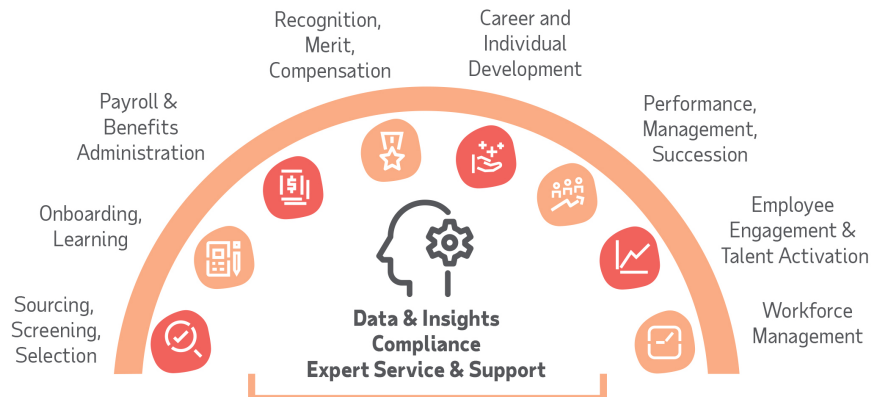 Sourcing,
Screening,
Selection
Onboarding,
Learning
Payroll &
Benefits
Administration
Recognition,
Merit,
Compensation
Career and
Individual
Development
Performance,
Management,
Succession
Employee
Engagement &
Talent Activation
Workforce
Management
Data & Insights
Compliance
Expert Service & Support